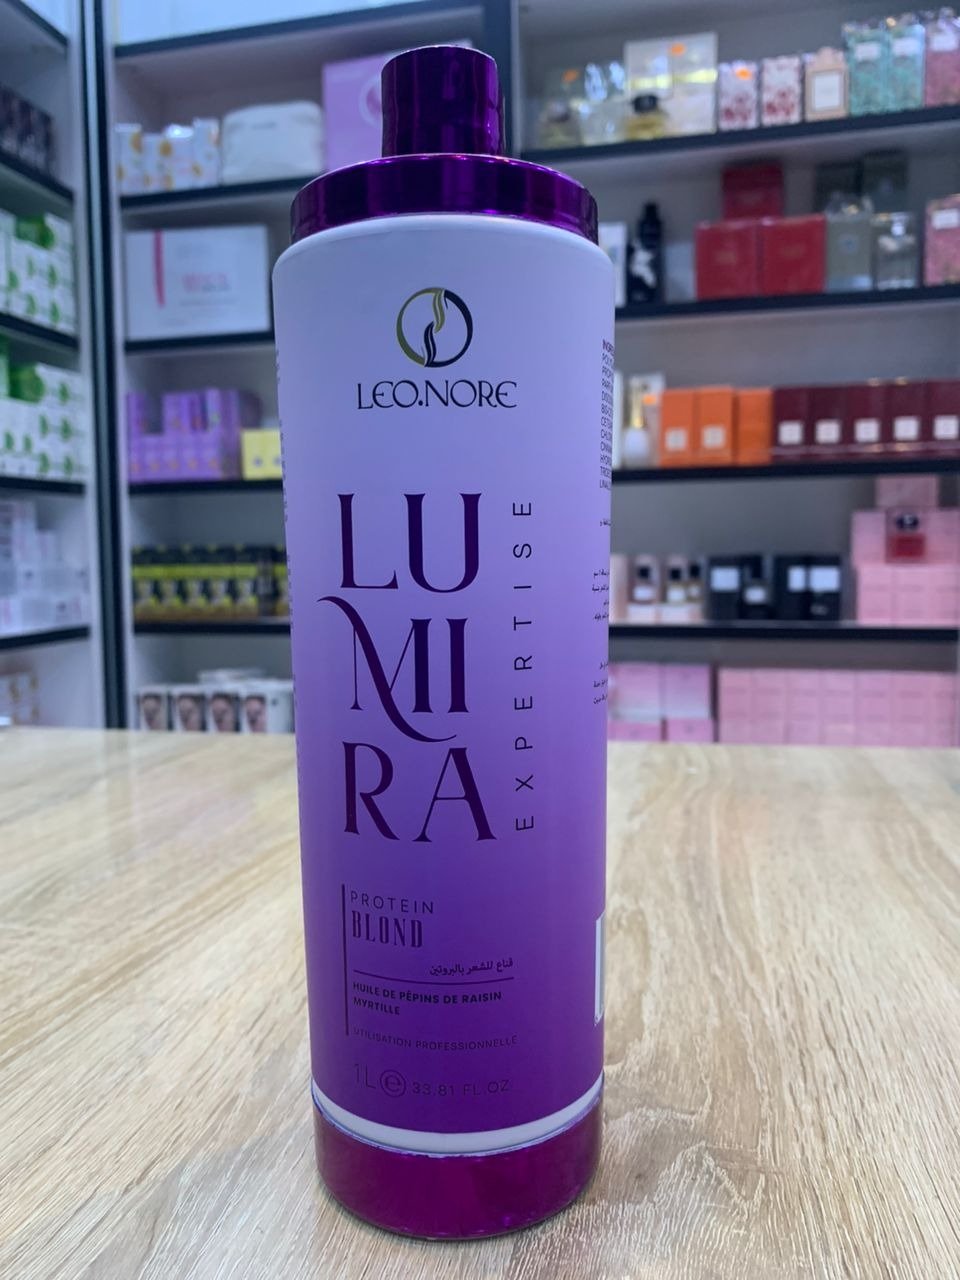 LEO.NORE
LU
MI
RA
EXPERTISE
PROTEIN
BLOND
قناع للشعر بالبروتين
HUILE DE PÉPINS DE RAISIN
MYRTILLE
UTILISATION PROFESSIONNELLE
1L e 33.81 FL.OZ